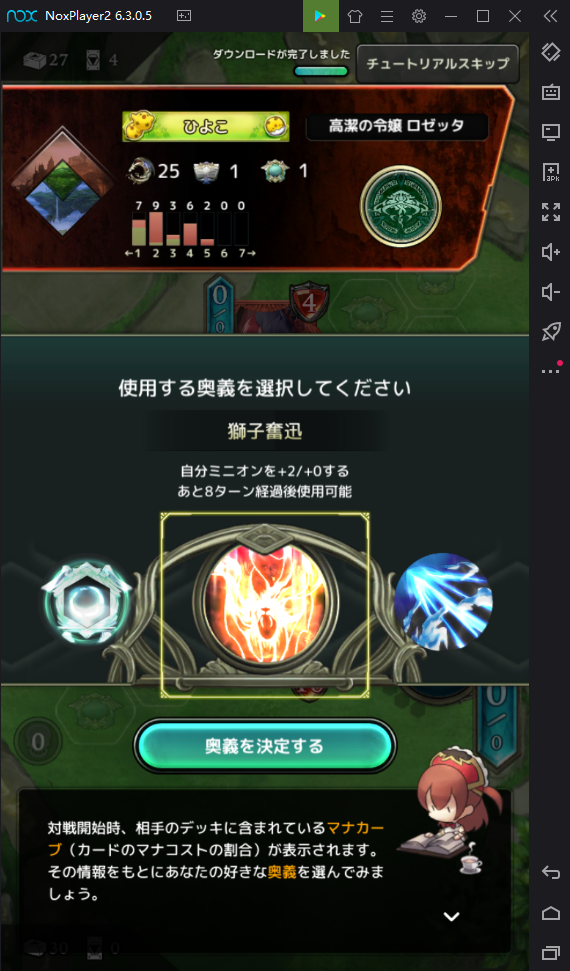 NoxPlayer2 6.3.0.5
27 4
ダウンロードが完了しました
チュートリアルスキップ
ひよこ
高潔の令嬢 ロゼッタ
25 1 1
7 9 3 6 2 0 0
←1 2 3 4 5 6 7→
0/0
4
使用する奥義を選択してください
獅子奮迅
自分ミニオンを+2/+0する
あと8ターン経過後使用可能
0
0/0
奥義を決定する
対戦開始時、相手のデッキに含まれているマナカー
ブ（カードのマナコストの割合）が表示されます。
その情報をもとにあなたの好きな奥義を選んでみま
しょう。
30 0